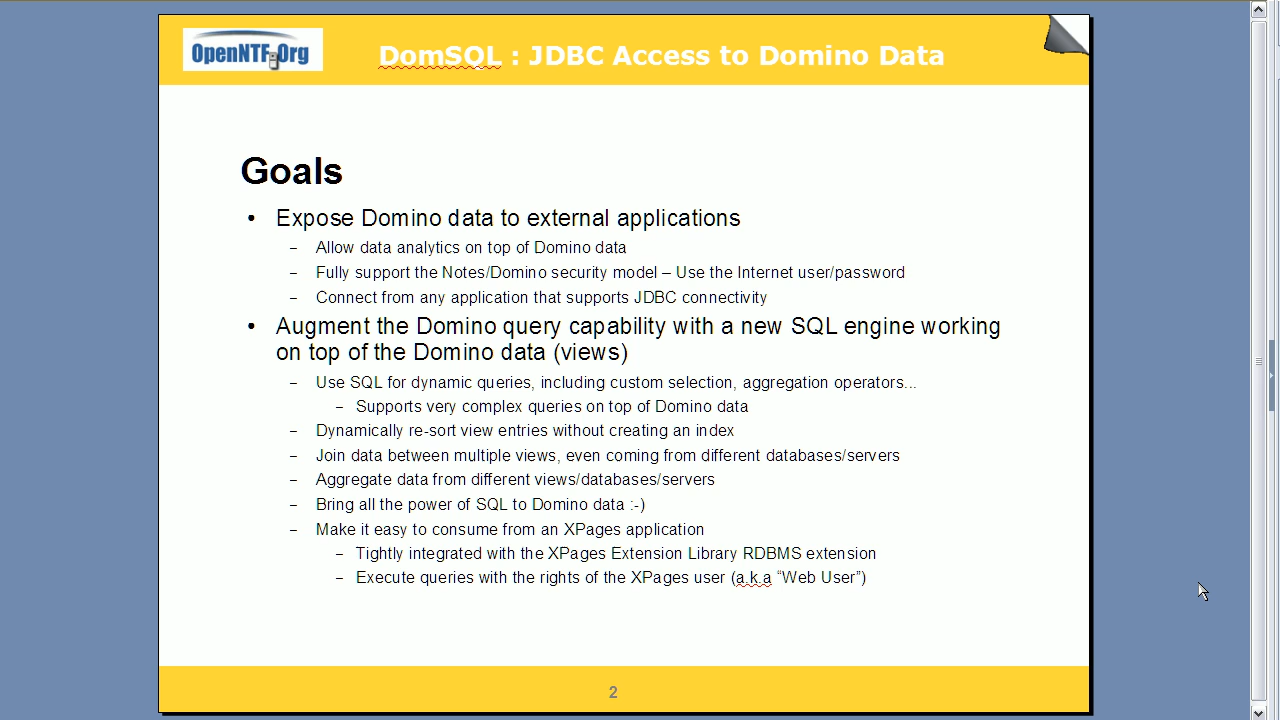 OpenNTF.Org
DomSQL : JDBC Access to Domino Data
Goals
• Expose Domino data to external applications
– Allow data analytics on top of Domino data
– Fully support the Notes/Domino security model – Use the Internet user/password
– Connect from any application that supports JDBC connectivity
• Augment the Domino query capability with a new SQL engine working
on top of the Domino data (views)
– Use SQL for dynamic queries, including custom selection, aggregation operators...
– Supports very complex queries on top of Domino data
– Dynamically re-sort view entries without creating an index
– Join data between multiple views, even coming from different databases/servers
– Aggregate data from different views/databases/servers
– Bring all the power of SQL to Domino data :-)
– Make it easy to consume from an XPages application
– Tightly integrated with the XPages Extension Library RDBMS extension
– Execute queries with the rights of the XPages user (a.k.a “Web User”)
2